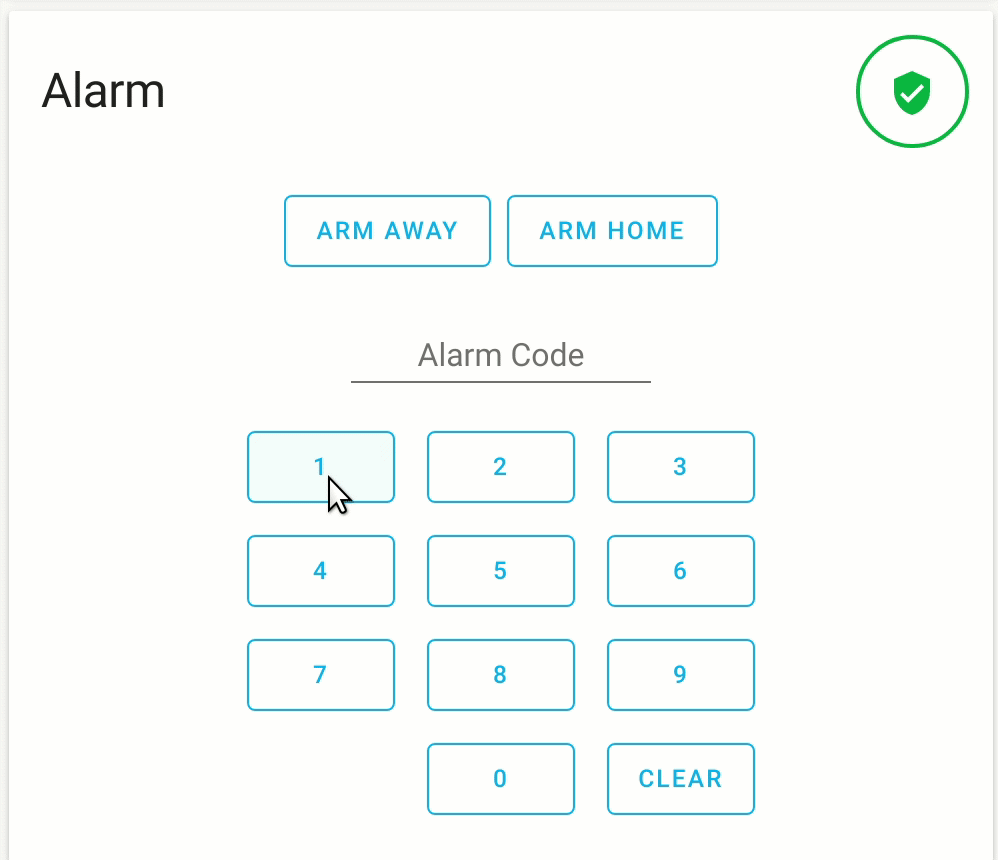 Alarm
ARM AWAY ARM HOME
Alarm Code
1 2 3
4 5 6
7 8 9
0 CLEAR